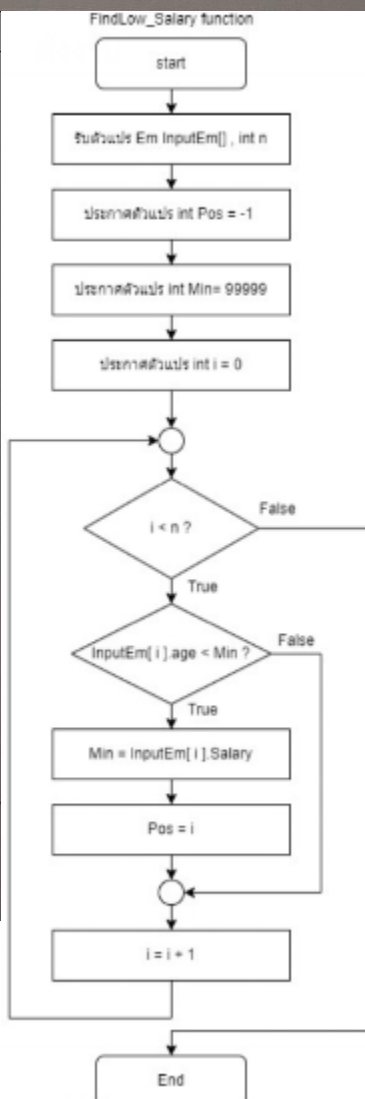 FindLow_Salary function
start
รับตัวแปร Em InputEm[] , int n
ประกาศตัวแปร int Pos = -1
ประกาศตัวแปร int Min= 99999
ประกาศตัวแปร int i = 0
i < n ?
False
True
InputEm[ i ].age < Min ?
False
True
Min = InputEm[ i ].Salary
Pos = i
i = i + 1
End